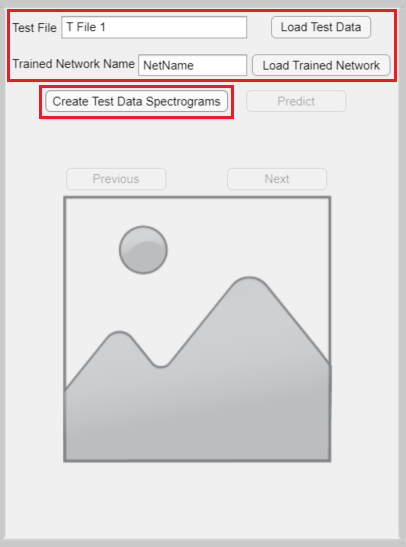 Test File T File 1 Load Test Data
Trained Network Name NetName Load Trained Network
Create Test Data Spectrograms Predict
Previous Next